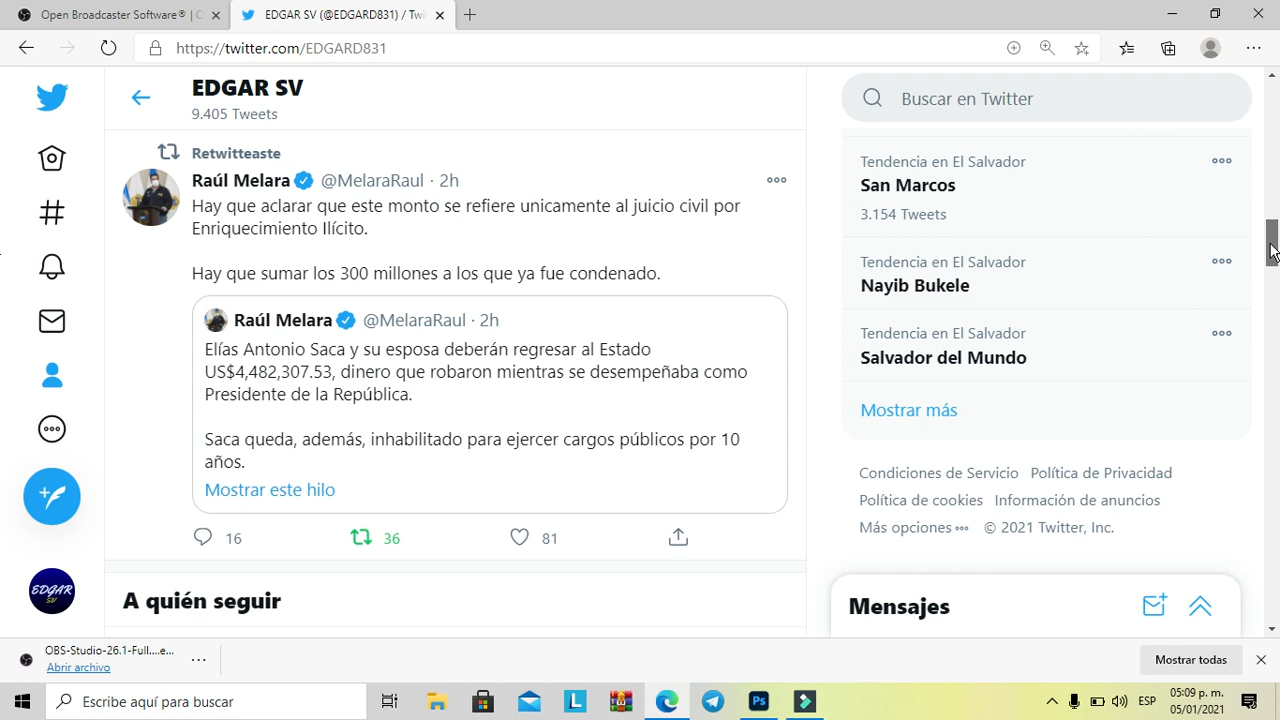 Open Broadcaster Software® | O
EDGAR SV (@EDGARD831) / Twi
https://twitter.com/EDGARD831
EDGAR SV
9.405 Tweets
Retwitteaste
Raúl Melara @MelaraRaul · 2h
Hay que aclarar que este monto se refiere unicamente al juicio civil por
Enriquecimiento Ilícito.
Hay que sumar los 300 millones a los que ya fue condenado.
Raúl Melara @MelaraRaul · 2h
Elías Antonio Saca y su esposa deberán regresar al Estado
US$4,482,307.53, dinero que robaron mientras se desempeñaba como
Presidente de la República.
Saca queda, además, inhabilitado para ejercer cargos públicos por 10
años.
Mostrar este hilo
16 36 81
A quién seguir
Buscar en Twitter
Tendencia en El Salvador
San Marcos
3.154 Tweets
Tendencia en El Salvador
Nayib Bukele
Tendencia en El Salvador
Salvador del Mundo
Mostrar más
Condiciones de Servicio Política de Privacidad
Política de cookies Información de anuncios
Más opciones © 2021 Twitter, Inc.
Mensajes
EDGAR
SV
OBS-Studio-26.1-Full....e...
Abrir archivo
Mostrar todas
Escribe aquí para buscar
L
Ps
ESP
05:09 p. m.
05/01/2021